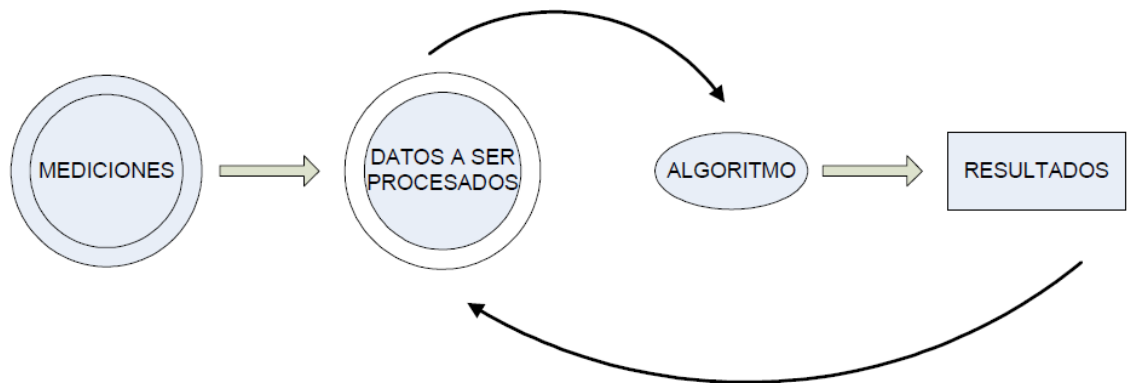 MEDICIONES
DATOS A SER
PROCESADOS
ALGORITMO
RESULTADOS